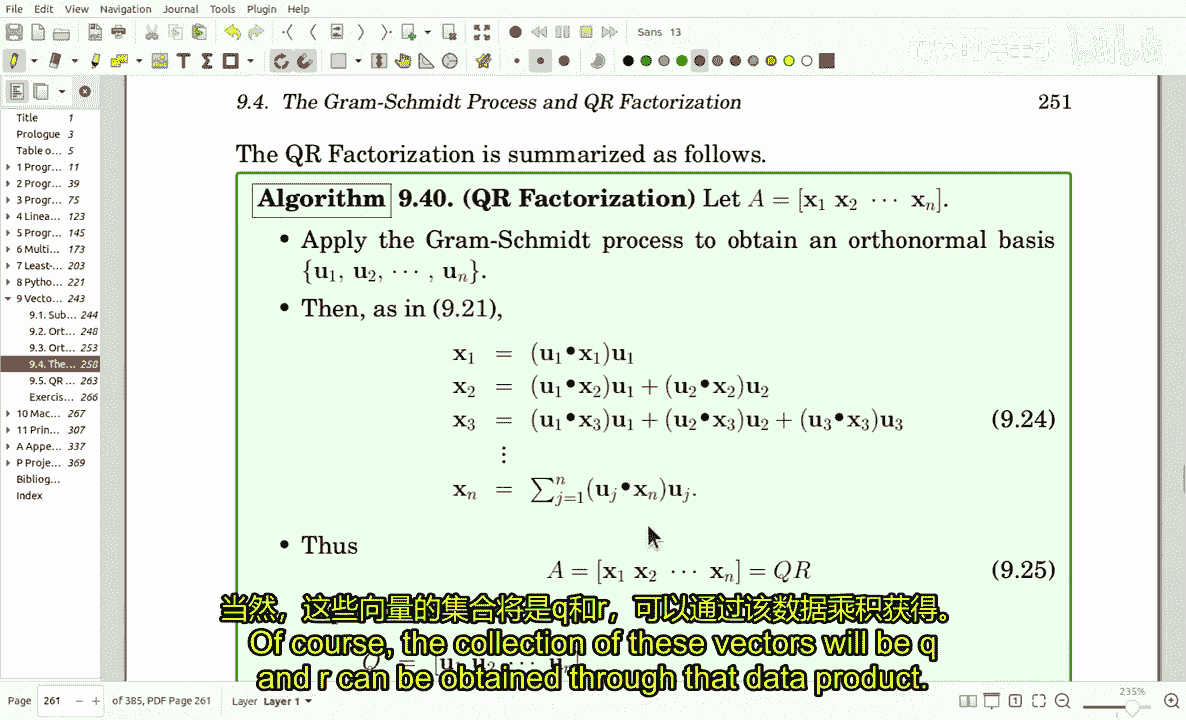 File Edit View Navigation Journal Tools Plugin Help
Sans 13
Title 1
Prologue 3
Table o... 5
1 Progr... 11
2 Progr... 39
3 Progr... 75
4 Linea... 123
5 Progr... 145
6 Multi... 173
7 Least-... 203
8 Pytho... 221
9 Vecto... 243
9.1. Sub... 244
9.2. Ort... 248
9.3. Ort... 253
9.4. The... 258
9.5. QR ... 263
Exercis... 266
10 Mac... 267
11 Prin... 307
A Appe... 337
P Proje... 369
Bibliog...
Index
9.4. The Gram-Schmidt Process and QR Factorization 251
The QR Factorization is summarized as follows.
Algorithm 9.40. (QR Factorization) Let A = [x₁ x₂ ⋯ xₙ].
• Apply the Gram-Schmidt process to obtain an orthonormal basis
{u₁, u₂, ⋯ , uₙ}.
• Then, as in (9.21),
x₁ = (u₁•x₁)u₁
x₂ = (u₁•x₂)u₁ + (u₂•x₂)u₂
x₃ = (u₁•x₃)u₁ + (u₂•x₃)u₂ + (u₃•x₃)u₃ (9.24)
⋮
xₙ = ∑ⁿⱼ₌₁(uⱼ•xₙ)uⱼ.
• Thus
A = [x₁ x₂ ⋯ xₙ] = QR (9.25)
当然，这些向量的集合将是q和r，可以通过该数据乘积获得。
Of course, the collection of these vectors will be q
and r can be obtained through that data product.
Page 261 of 385, PDF Page 261 Layer Layer 1 235%